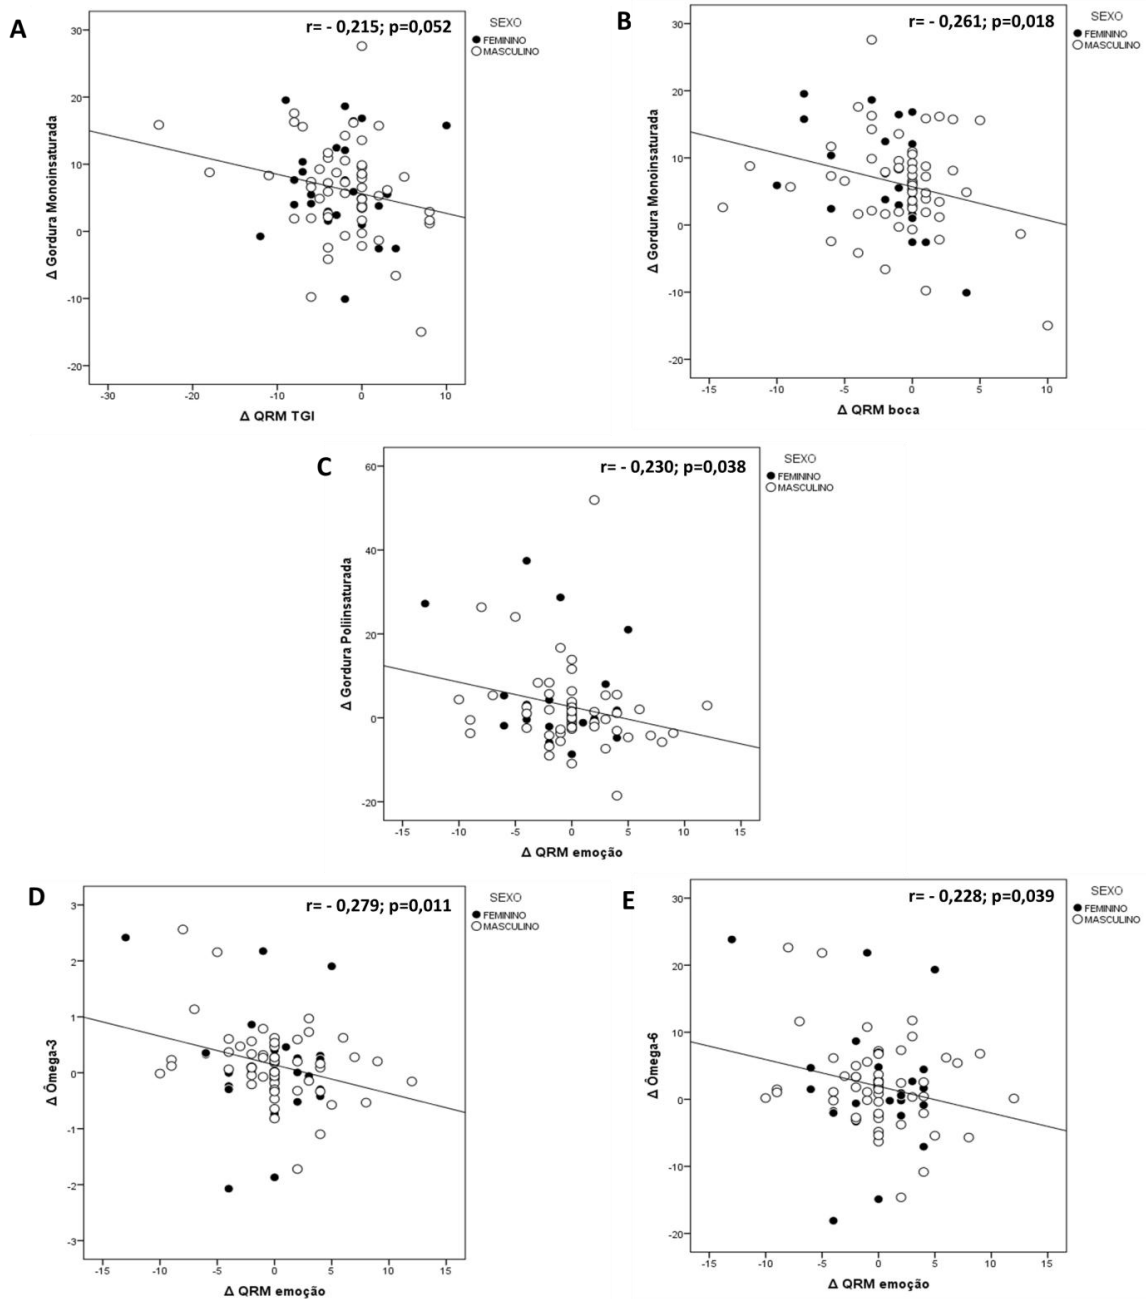 A
r= - 0,215; p=0,052
SEXO
FEMININO
MASCULINO
Δ Gordura Monoinsaturada
30
20
10
0
-10
-20
-30
-20
-10
0
10
Δ QRM TGI
B
r= - 0,261; p=0,018
SEXO
FEMININO
MASCULINO
Δ Gordura Monoinsaturada
30
20
10
0
-10
-20
-15
-10
-5
0
5
10
Δ QRM boca
C
r= - 0,230; p=0,038
SEXO
FEMININO
MASCULINO
Δ Gordura Poliinsaturada
60
40
20
0
-20
-15
-10
-5
0
5
10
15
Δ QRM emoção
D
r= - 0,279; p=0,011
SEXO
FEMININO
MASCULINO
Δ Ômega-3
3
2
1
0
-1
-2
-3
-15
-10
-5
0
5
10
15
Δ QRM emoção
E
r= - 0,228; p=0,039
SEXO
FEMININO
MASCULINO
Δ Ômega-6
30
20
10
0
-10
-20
-15
-10
-5
0
5
10
15
Δ QRM emoção